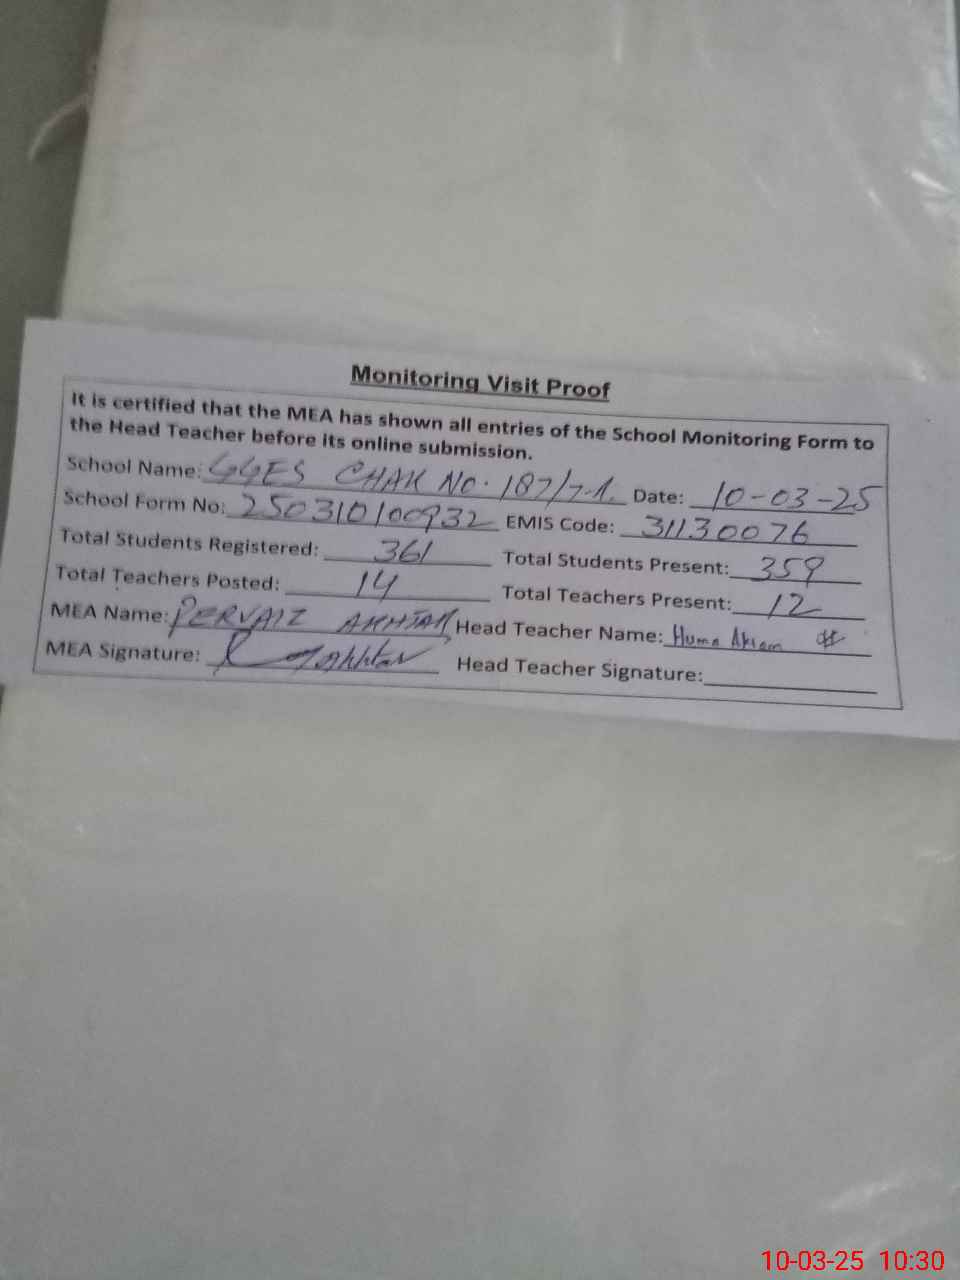 Monitoring Visit Proof
It is certified that the MEA has shown all entries of the School Monitoring Form to
the Head Teacher before its online submission.
School Name: GGES CHAK NO. 187/7-R. Date: 10-03-25
School Form No: 250310100932 EMIS Code: 31130076
Total Students Registered: 361 Total Students Present: 359
Total Teachers Posted: 14 Total Teachers Present: 12
MEA Name: PERVAIZ AKHTAR Head Teacher Name: Huma Akram
MEA Signature: Akhtar Head Teacher Signature:
10-03-25 10:30